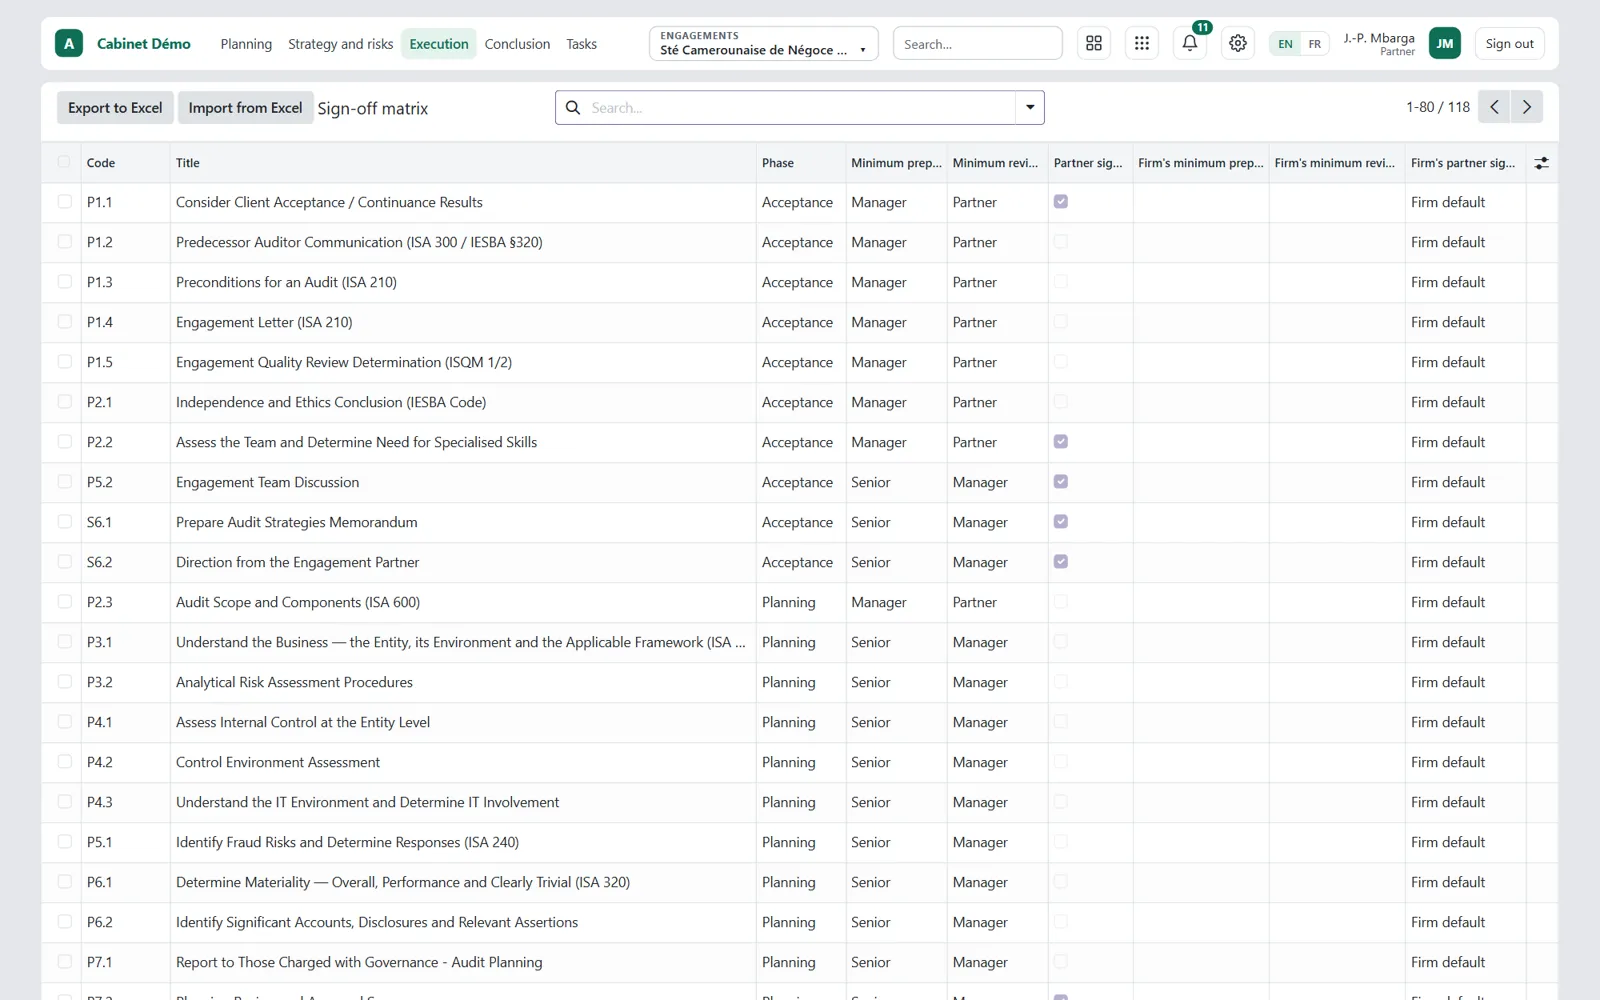 A Cabinet Démo Planning Strategy and risks Execution Conclusion Tasks ENGAGEMENTS Search... 11 EN FR J.-P. Mbarga JM Sign out
Sté Camerounaise de Négoce ... Partner
Export to Excel Import from Excel Sign-off matrix Search... 1-80 / 118
Code Title Phase Minimum prep... Minimum revi... Partner sig... Firm's minimum prep... Firm's minimum revi... Firm's partner sig...
P1.1 Consider Client Acceptance / Continuance Results Acceptance Manager Partner Firm default
P1.2 Predecessor Auditor Communication (ISA 300 / IESBA §320) Acceptance Manager Partner Firm default
P1.3 Preconditions for an Audit (ISA 210) Acceptance Manager Partner Firm default
P1.4 Engagement Letter (ISA 210) Acceptance Manager Partner Firm default
P1.5 Engagement Quality Review Determination (ISQM 1/2) Acceptance Manager Partner Firm default
P2.1 Independence and Ethics Conclusion (IESBA Code) Acceptance Manager Partner Firm default
P2.2 Assess the Team and Determine Need for Specialised Skills Acceptance Manager Partner Firm default
P5.2 Engagement Team Discussion Acceptance Senior Manager Firm default
S6.1 Prepare Audit Strategies Memorandum Acceptance Senior Manager Firm default
S6.2 Direction from the Engagement Partner Acceptance Senior Manager Firm default
P2.3 Audit Scope and Components (ISA 600) Planning Manager Partner Firm default
P3.1 Understand the Business — the Entity, its Environment and the Applicable Framework (ISA ... Planning Senior Manager Firm default
P3.2 Analytical Risk Assessment Procedures Planning Senior Manager Firm default
P4.1 Assess Internal Control at the Entity Level Planning Senior Manager Firm default
P4.2 Control Environment Assessment Planning Senior Manager Firm default
P4.3 Understand the IT Environment and Determine IT Involvement Planning Senior Manager Firm default
P5.1 Identify Fraud Risks and Determine Responses (ISA 240) Planning Senior Manager Firm default
P6.1 Determine Materiality — Overall, Performance and Clearly Trivial (ISA 320) Planning Senior Manager Firm default
P6.2 Identify Significant Accounts, Disclosures and Relevant Assertions Planning Senior Manager Firm default
P7.1 Report to Those Charged with Governance - Audit Planning Planning Senior Manager Firm default